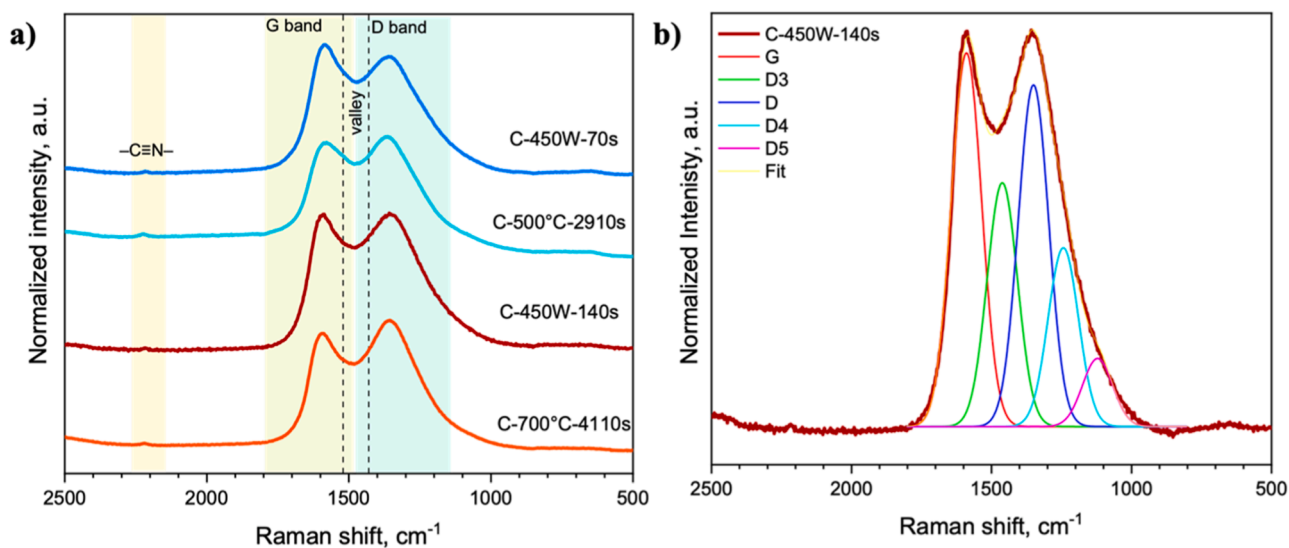 a)
G band
D band
valley
–C≡N–
C-450W-70s
C-500°C-2910s
C-450W-140s
C-700°C-4110s
Normalized intensity, a.u.
2500 2000 1500 1000 500
Raman shift, cm-1
b)
C-450W-140s
G
D3
D
D4
D5
Fit
Normalized Intenisty, a.u.
2500 2000 1500 1000 500
Raman shift, cm-1